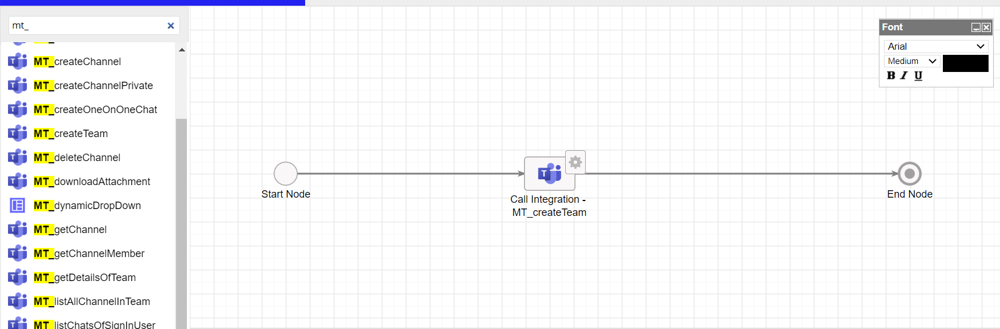 mt_
MT_createChannel
MT_createChannelPrivate
MT_createOneOnOneChat
MT_createTeam
MT_deleteChannel
MT_downloadAttachment
MT_dynamicDropDown
MT_getChannel
MT_getChannelMember
MT_getDetailsOfTeam
MT_listAllChannelInTeam
MT_listChatsOfSignInUser
Start Node
Call Integration -
MT_createTeam
End Node
Font
Arial
Medium
B I U